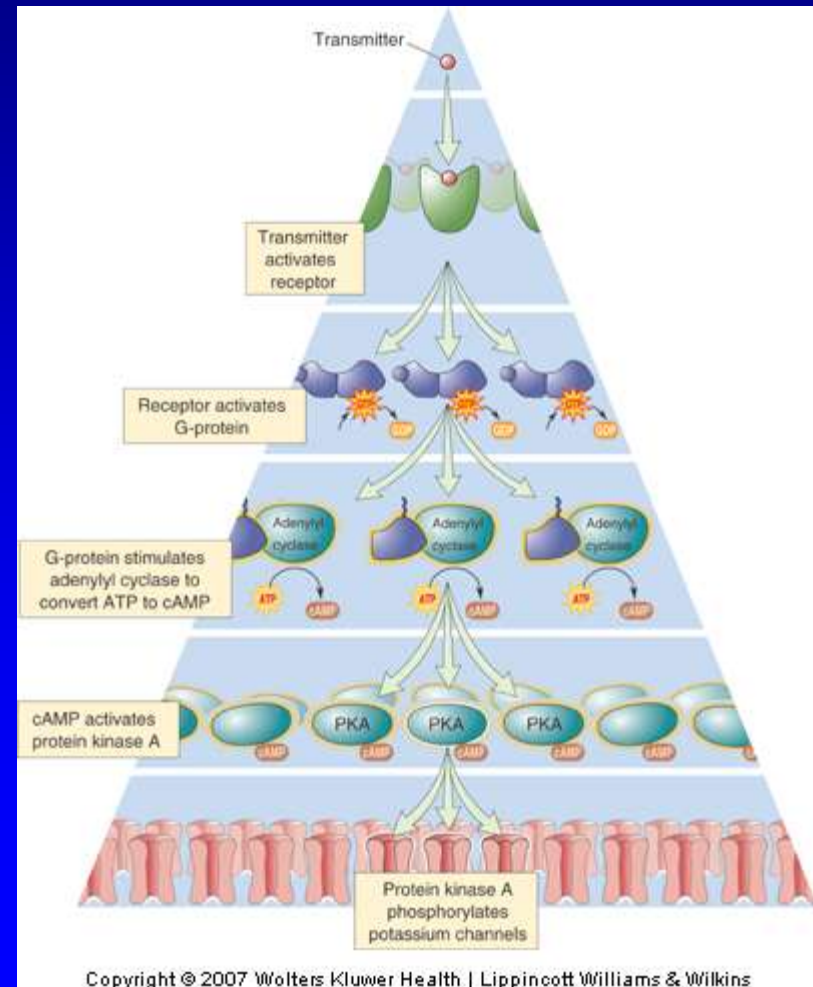 Transmitter
Transmitter
activates
receptor
Receptor activates
G-protein
GDP
GDP
GDP
Adenylyl
cyclase
Adenylyl
cyclase
Adenylyl
cyclase
G-protein stimulates
adenylyl cyclase to
convert ATP to cAMP
ATP
cAMP
ATP
cAMP
ATP
cAMP
cAMP activates
protein kinase A
PKA
PKA
PKA
cAMP
cAMP
cAMP
cAMP
cAMP
Protein kinase A
phosphorylates
potassium channels
Copyright © 2007 Wolters Kluwer Health | Lippincott Williams & Wilkins